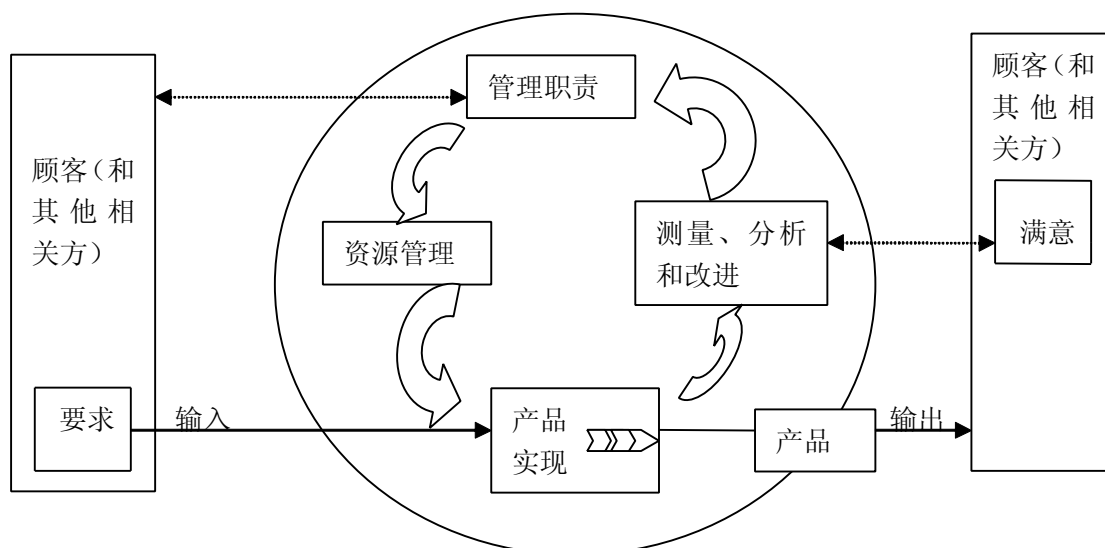 顾客（和
其他相
关方）
要求
输入
管理职责
资源管理
产品
实现
测量、分析
和改进
产品
输出
顾客（和
其他相
关方）
满意